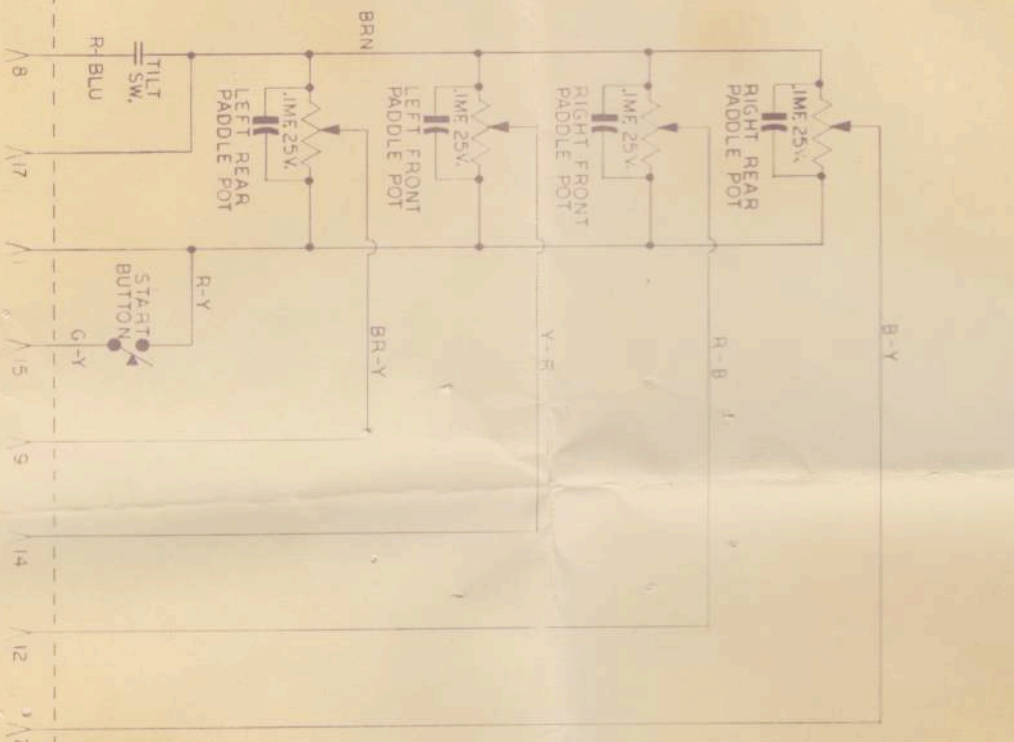 BRN
R-BLU
TILT
SW.
.1MF. 25V.
LEFT REAR
PADDLE POT
.1MF. 25V.
LEFT FRONT
PADDLE POT
.1MF. 25V.
RIGHT FRONT
PADDLE POT
.1MF. 25V.
RIGHT REAR
PADDLE POT
R-Y
START
BUTTON
G-Y
BR-Y
Y-R
R-B
B-Y
8
17
1
15
9
14
12